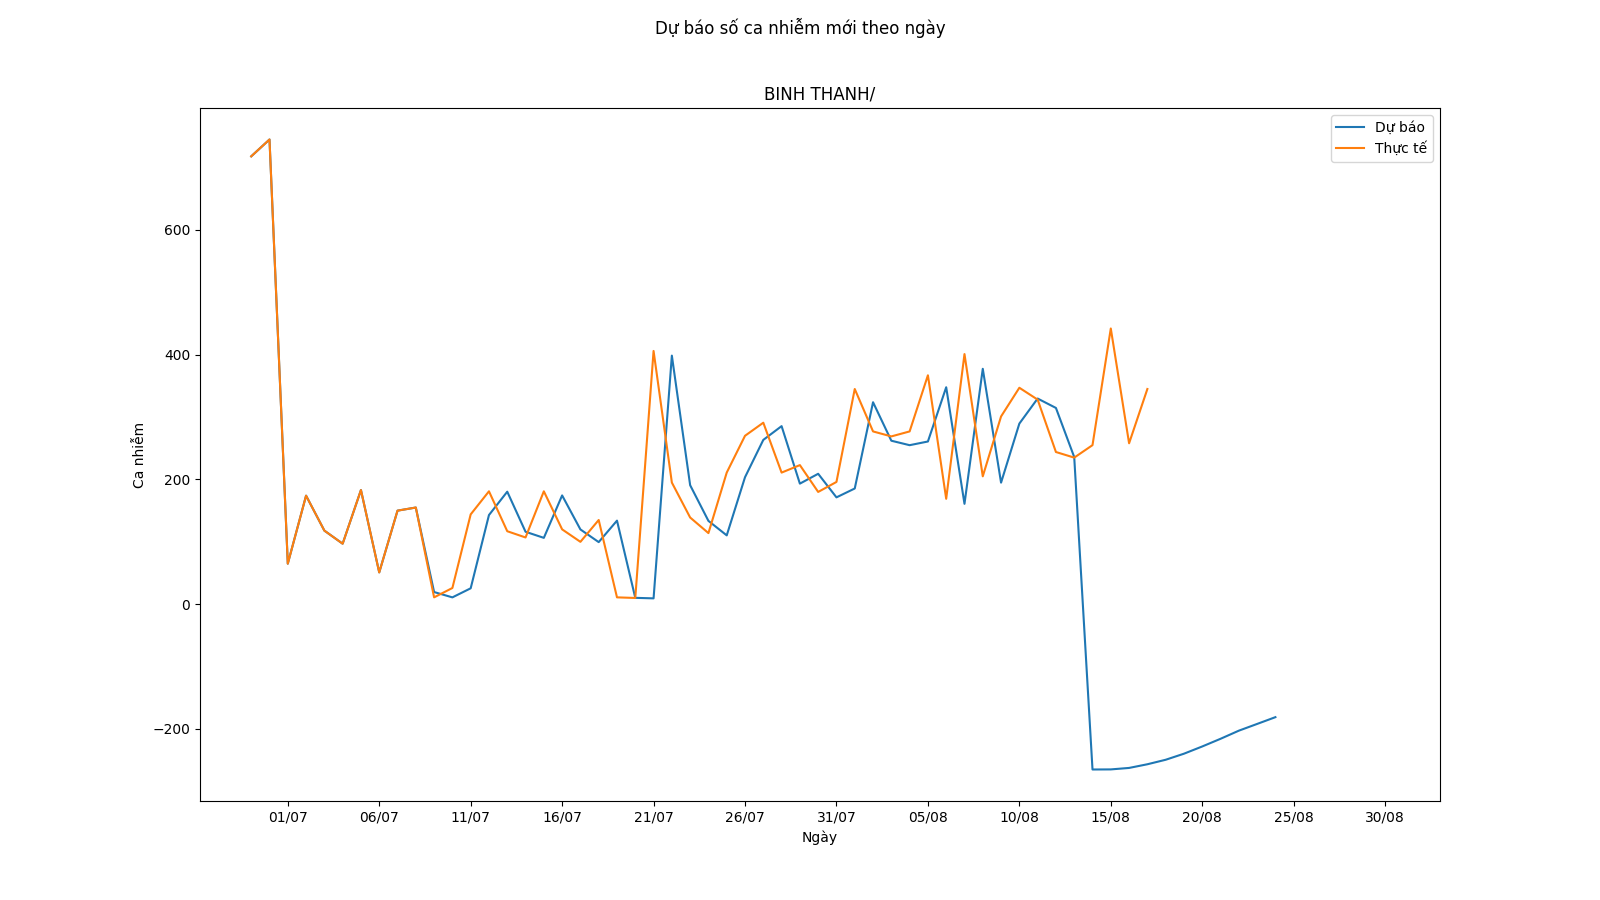 Dự báo số ca nhiễm mới theo ngày
BINH THANH/
Dự báo
Thực tế
600
400
200
0
−200
Ca nhiễm
01/07 06/07 11/07 16/07 21/07 26/07 31/07 05/08 10/08 15/08 20/08 25/08 30/08
Ngày